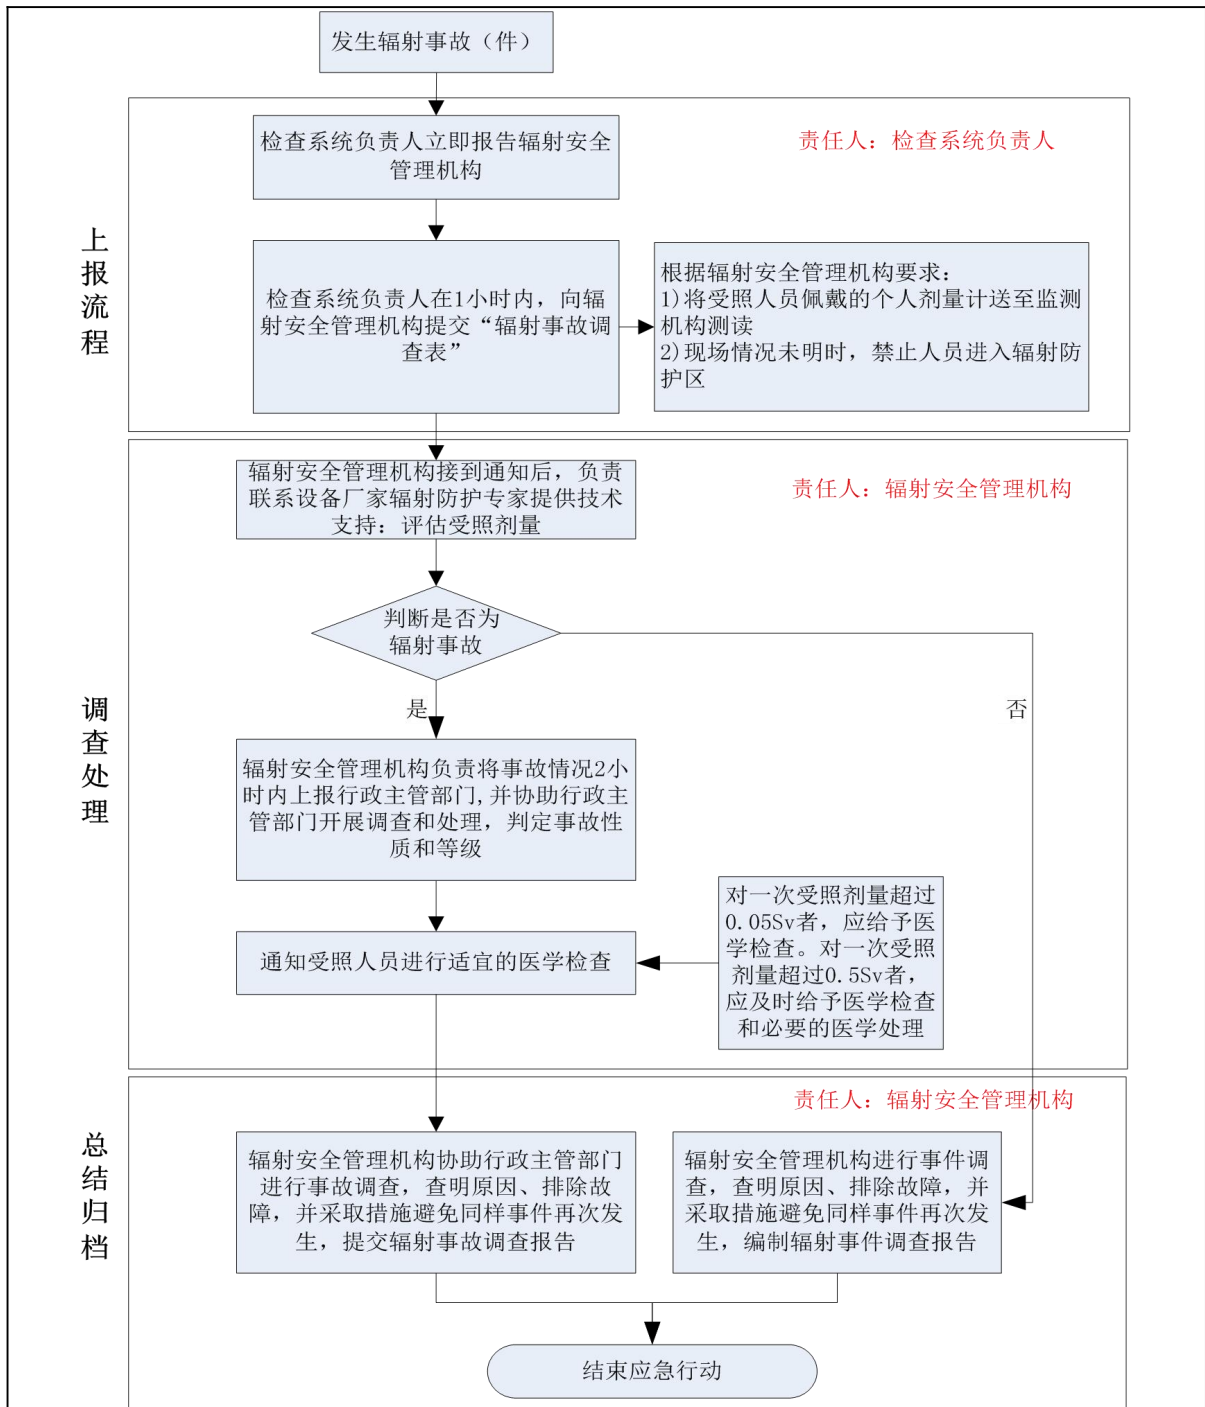 发生辐射事故（件）
检查系统负责人立即报告辐射安全
管理机构
责任人：检查系统负责人
上
报
流
程
检查系统负责人在1小时内，向辐
射安全管理机构提交“辐射事故调
查表”
根据辐射安全管理机构要求：
1)将受照人员佩戴的个人剂量计送至监测
机构测读
2)现场情况未明时，禁止人员进入辐射防
护区
辐射安全管理机构接到通知后，负责
联系设备厂家辐射防护专家提供技术
支持：评估受照剂量
责任人：辐射安全管理机构
判断是否为
辐射事故
是
否
调
查
处
理
辐射安全管理机构负责将事故情况2小
时内上报行政主管部门,并协助行政主
管部门开展调查和处理，判定事故性
质和等级
通知受照人员进行适宜的医学检查
对一次受照剂量超过
0.05Sv者，应给予医
学检查。对一次受照
剂量超过0.5Sv者，
应及时给予医学检查
和必要的医学处理
责任人：辐射安全管理机构
总
结
归
档
辐射安全管理机构协助行政主管部门
进行事故调查，查明原因、排除故
障，并采取措施避免同样事件再次发
生，提交辐射事故调查报告
辐射安全管理机构进行事件调
查，查明原因、排除故障，并
采取措施避免同样事件再次发
生，编制辐射事件调查报告
结束应急行动